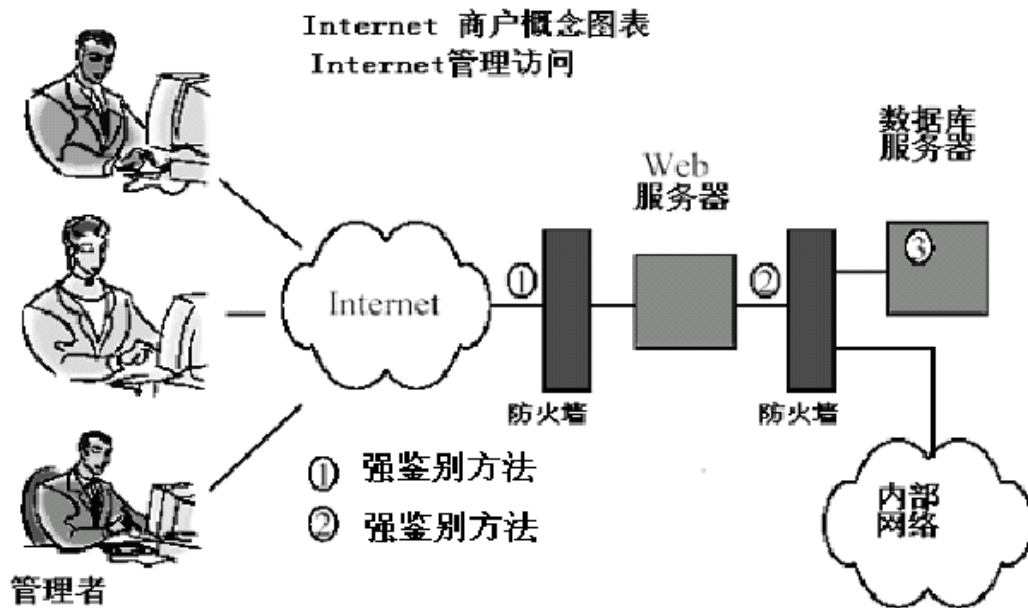 Internet 商户概念图表
Internet管理访问
数据库
服务器
Web
服务器
③
Internet
①
②
防火墙
防火墙
① 强鉴别方法
② 强鉴别方法
内部
网络
管理者